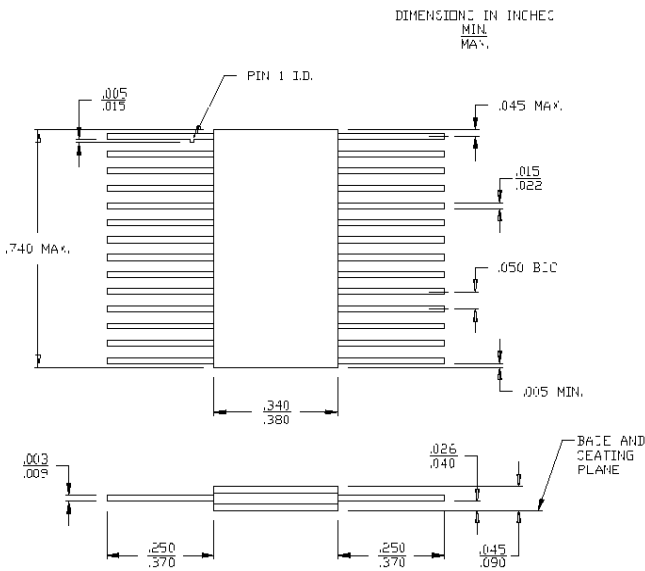 DIMENSIONS IN INCHES
MIN.
MAX.
PIN 1 I.D.
.005
.015
.045 MAX.
.015
.022
.740 MAX.
.050 BSC
.005 MIN.
.340
.380
BASE AND
SEATING
PLANE
.003
.009
.026
.040
.250
.370
.250
.370
.045
.090